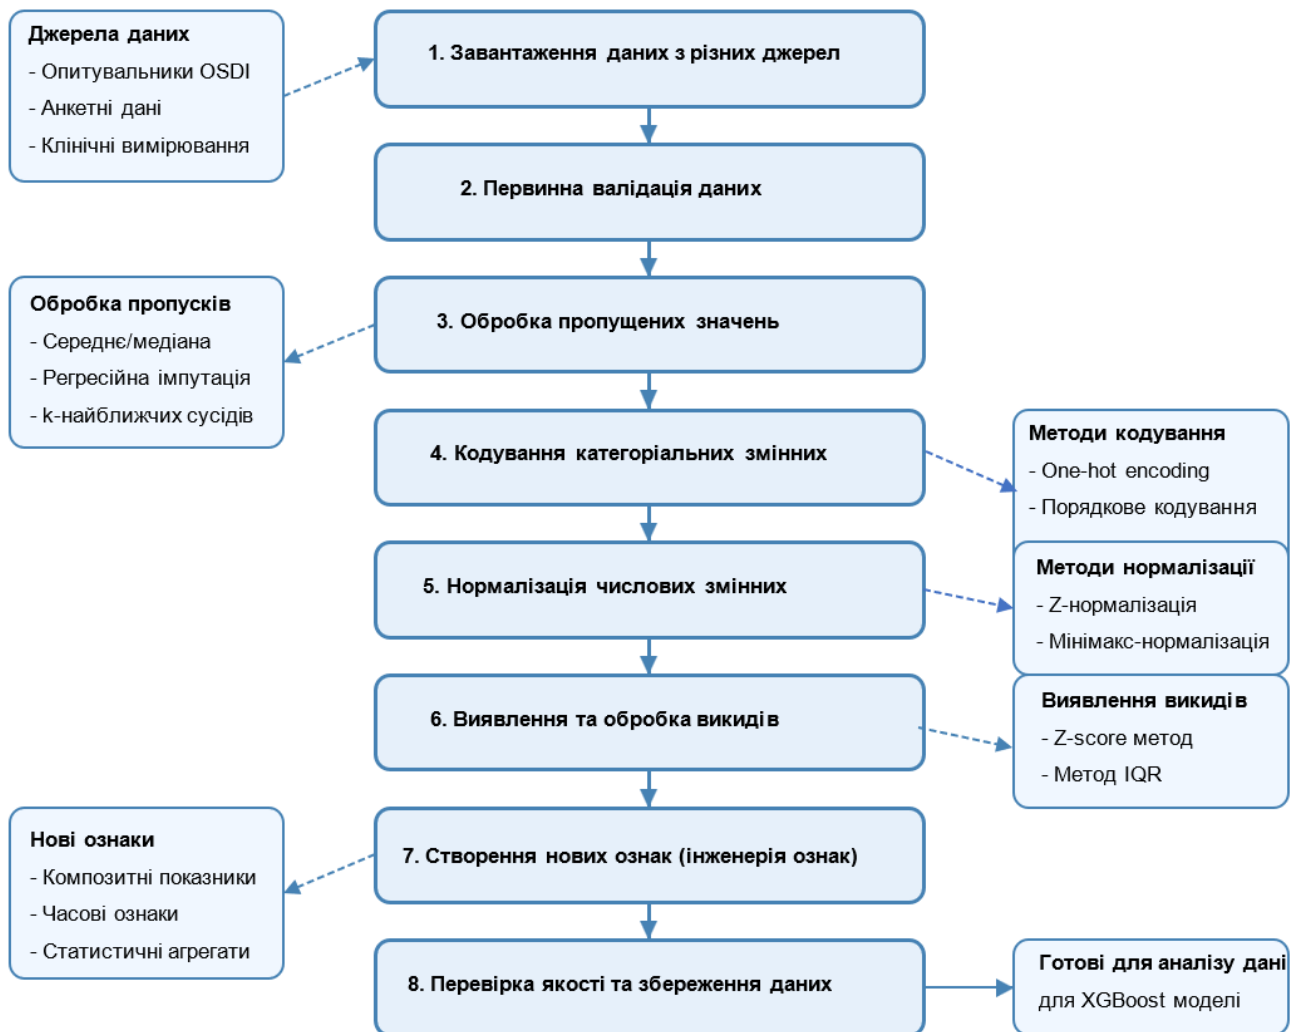 Джерела даних
- Опитувальники OSDI
- Анкетні дані
- Клінічні вимірювання
1. Завантаження даних з різних джерел
2. Первинна валідація даних
Обробка пропусків
- Середнє/медіана
- Регресійна імпутація
- k-найближчих сусідів
3. Обробка пропущених значень
4. Кодування категоріальних змінних
Методи кодування
- One-hot encoding
- Порядкове кодування
5. Нормалізація числових змінних
Методи нормалізації
- Z-нормалізація
- Мінімакс-нормалізація
6. Виявлення та обробка викидів
Виявлення викидів
- Z-score метод
- Метод IQR
Нові ознаки
- Композитні показники
- Часові ознаки
- Статистичні агрегати
7. Створення нових ознак (інженерія ознак)
8. Перевірка якості та збереження даних
Готові для аналізу дані
для XGBoost моделі